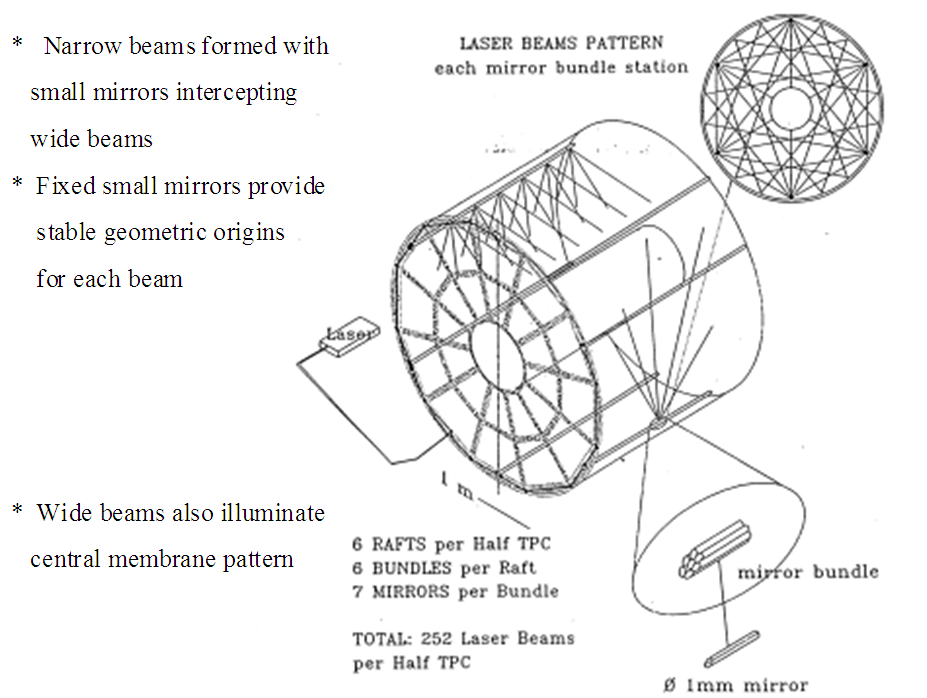 * Narrow beams formed with
small mirrors intercepting
wide beams
* Fixed small mirrors provide
stable geometric origins
for each beam
* Wide beams also illuminate
central membrane pattern
LASER BEAMS PATTERN
each mirror bundle station
Laser
1 m
6 RAFTS per Half TPC
6 BUNDLES per Raft
7 MIRRORS per Bundle
TOTAL: 252 Laser Beams
per Half TPC
mirror bundle
Ø 1mm mirror